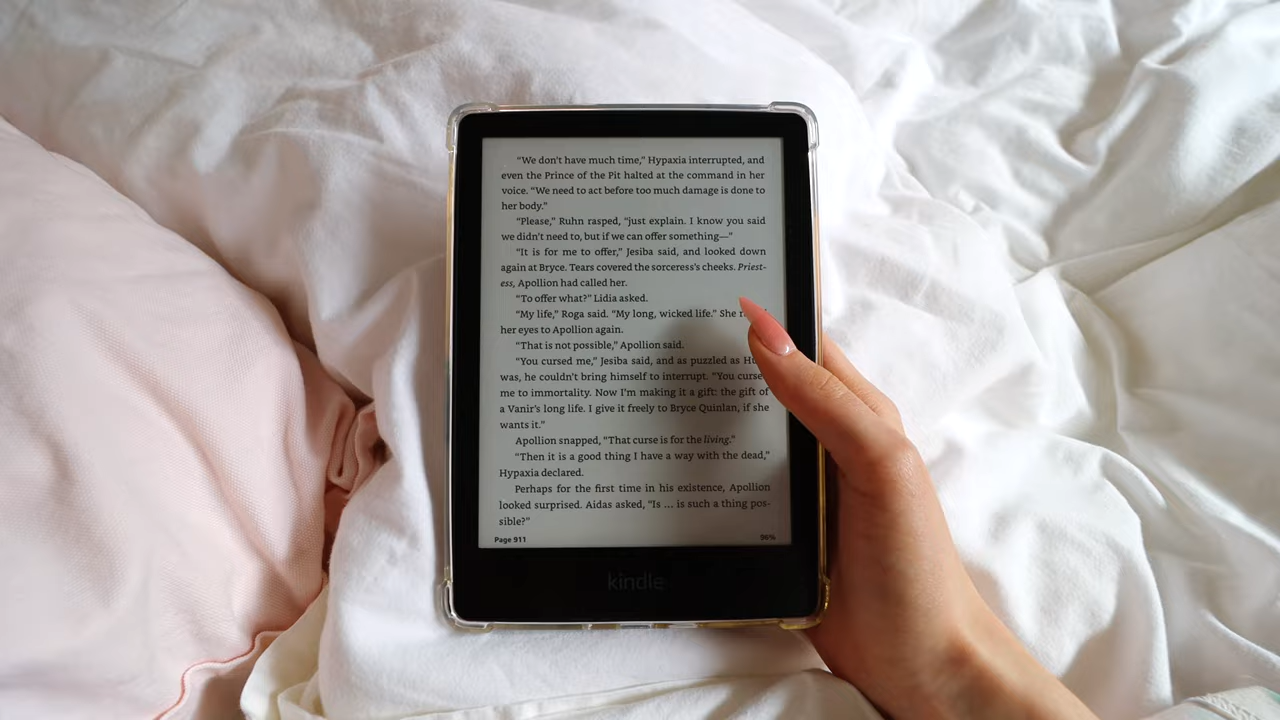 “We don't have much time,” Hypaxia interrupted, and
even the Prince of the Pit halted at the command in her
voice. “We need to act before too much damage is done to
her body.”
“Please,” Ruhn rasped, “just explain. I know you said
we didn't need to, but if we can offer something—”
“It is for me to offer,” Jesiba said, and looked down
again at Bryce. Tears covered the sorceress's cheeks. Priest-
ess, Apollion had called her.
“To offer what?” Lidia asked.
“My life,” Roga said. “My long, wicked life.” She
her eyes to Apollion again.
“That is not possible,” Apollion said.
“You cursed me,” Jesiba said, and as puzzled as
was, he couldn't bring himself to interrupt. “You
me to immortality. Now I'm making it a gift: the gift of
a Vanir's long life. I give it freely to Bryce Quinlan, if she
wants it.”
Apollion snapped, “That curse is for the living.”
“Then it is a good thing I have a way with the dead,”
Hypaxia declared.
Perhaps for the first time in his existence, Apollion
looked surprised. Aidas asked, “Is ... is such a thing pos-
sible?”
Page 911 96%
kindle